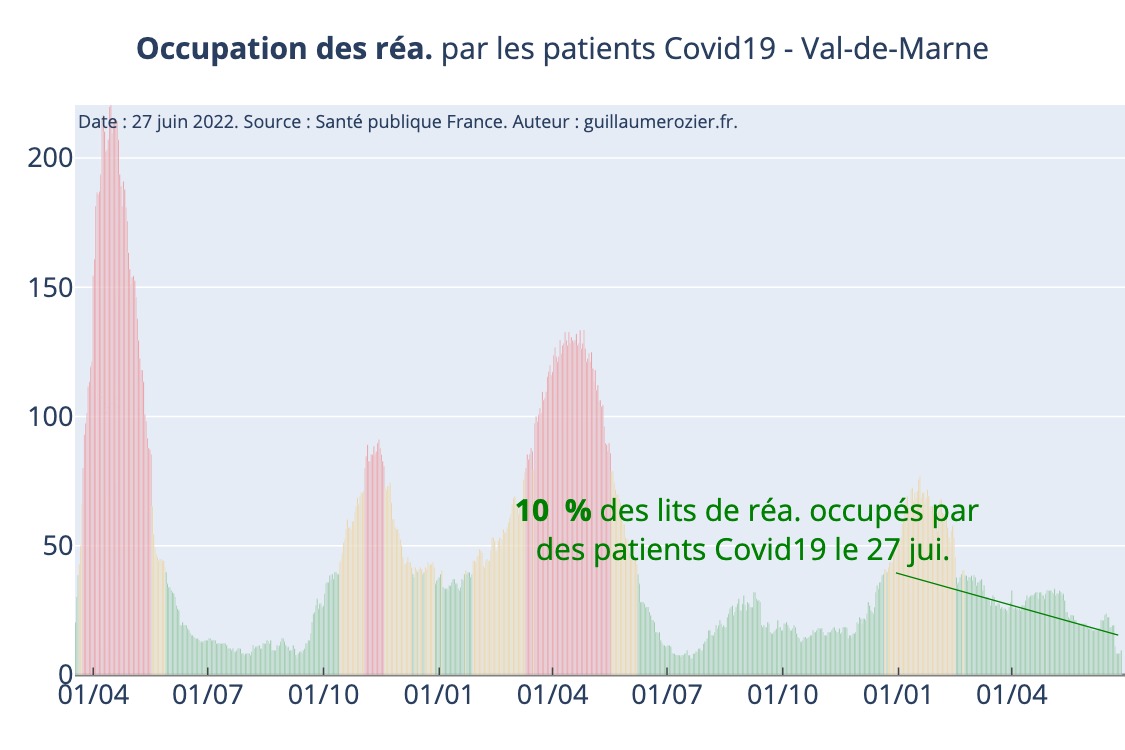 Occupation des réa. par les patients Covid19 - Val-de-Marne
Date : 27 juin 2022. Source : Santé publique France. Auteur : guillaumerozier.fr.
200
150
100
50
0
10 % des lits de réa. occupés par
des patients Covid19 le 27 jui.
01/04 01/07 01/10 01/01 01/04 01/07 01/10 01/01 01/04